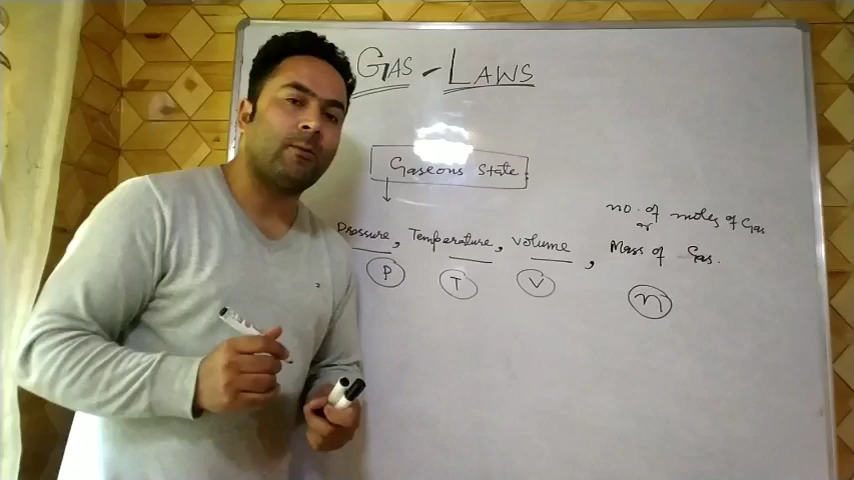 GAS - LAWS
Gaseous State
no. of moles of Gas
or
Pressure, Temperature, Volume, Mass of Gas.
P T V n